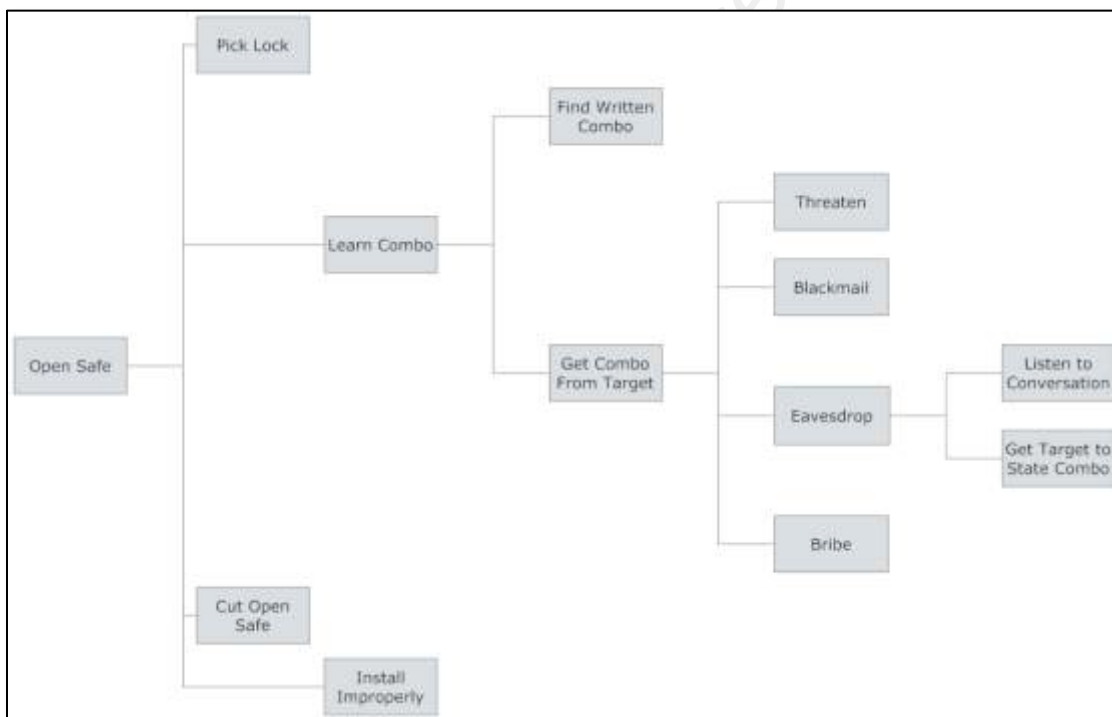 Pick Lock
Find Written
Combo
Threaten
Learn Combo
Blackmail
Open Safe
Get Combo
From Target
Listen to
Conversation
Eavesdrop
Get Target to
State Combo
Bribe
Cut Open
Safe
Install
Improperly